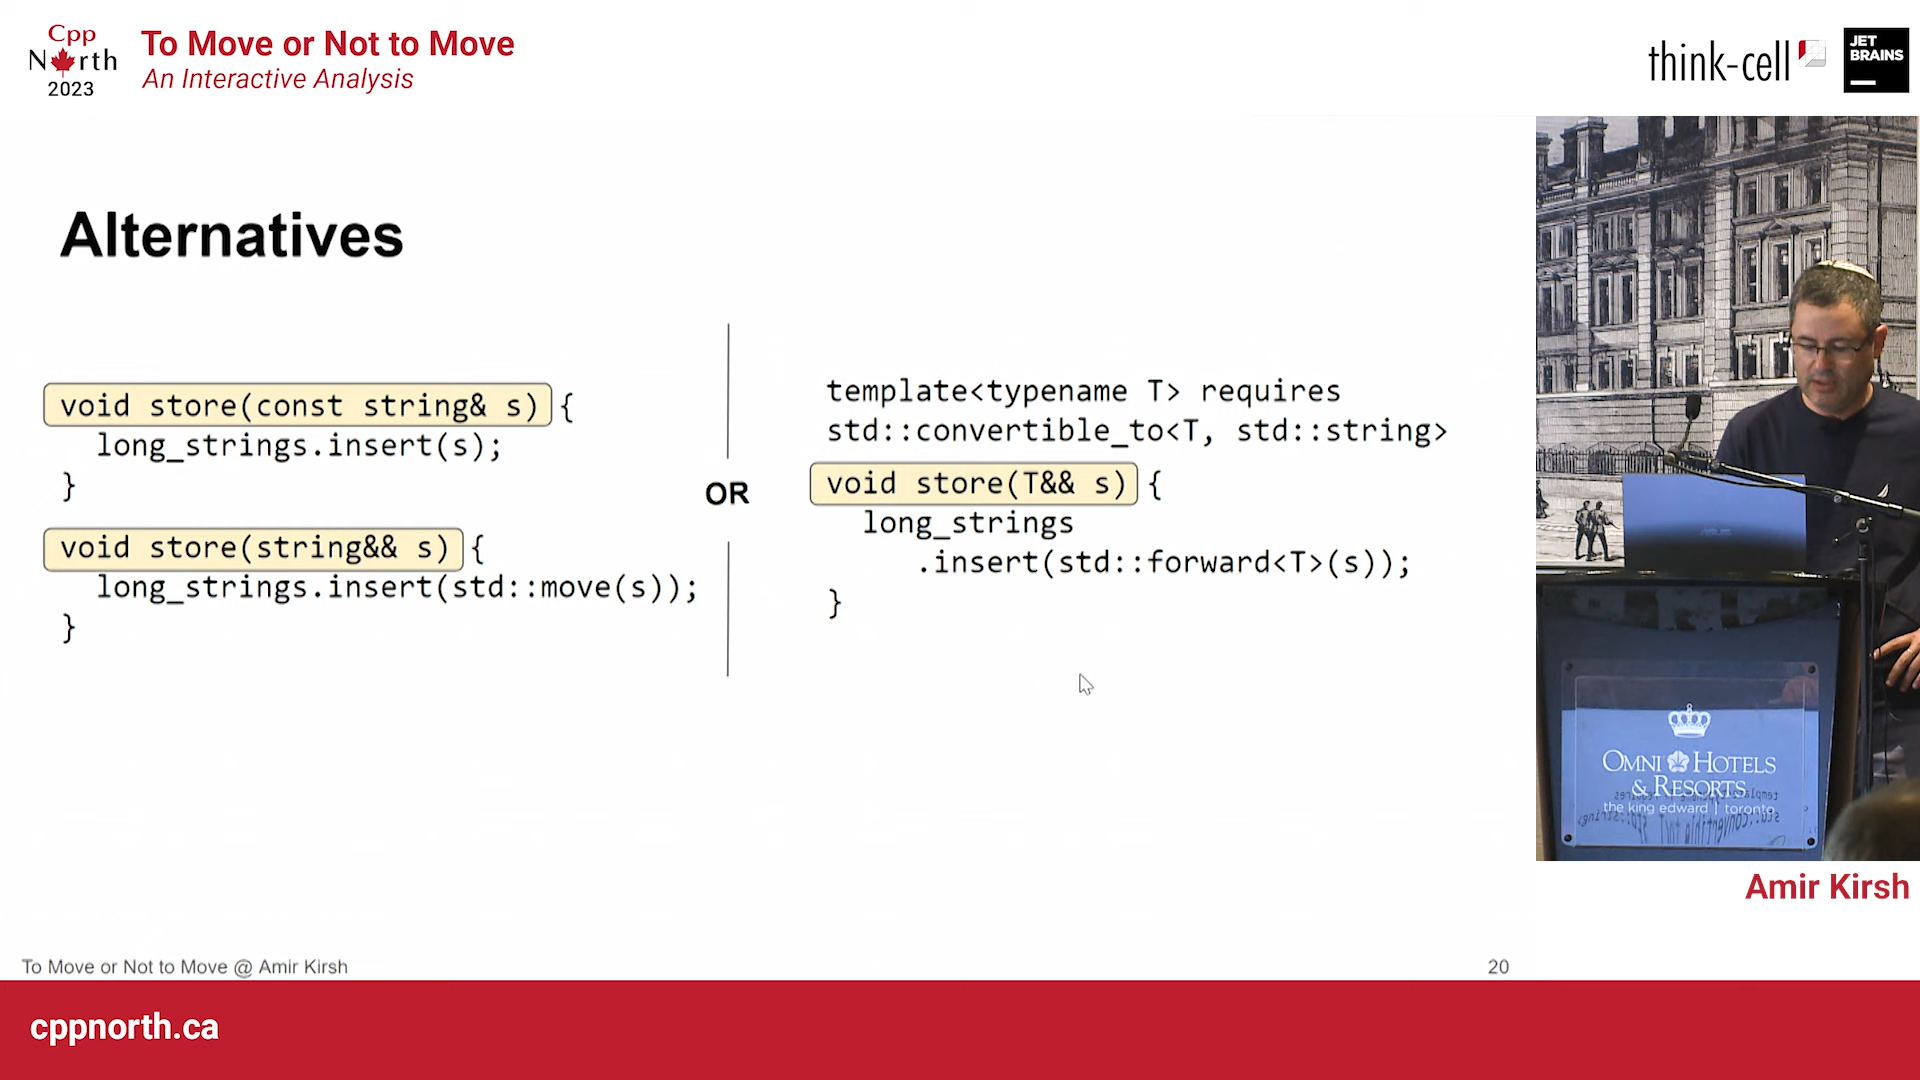 Cpp
North
2023
To Move or Not to Move
An Interactive Analysis
think-cell
JET
BRAINS
Alternatives
void store(const string& s) {
long_strings.insert(s);
}
void store(string&& s) {
long_strings.insert(std::move(s));
}
OR
template<typename T> requires
std::convertible_to<T, std::string>
void store(T&& s) {
long_strings
.insert(std::forward<T>(s));
}
OMNI HOTELS
& RESORTS
the king edward | toronto
Amir Kirsh
To Move or Not to Move @ Amir Kirsh
20
cppnorth.ca